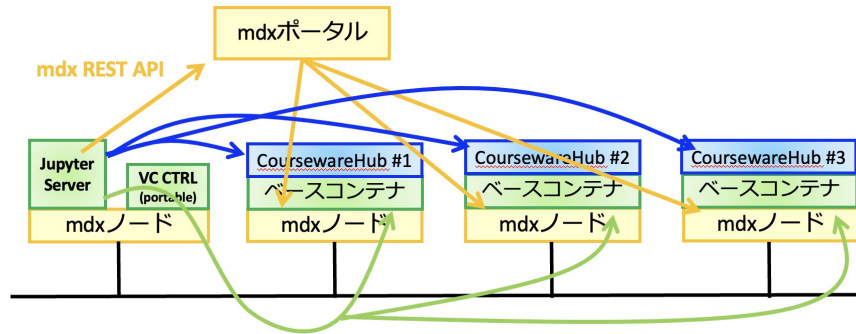 mdxポータル
mdx REST API
Jupyter
Server
VC CTRL
(portable)
mdxノード
CoursewareHub #1
ベースコンテナ
mdxノード
CoursewareHub #2
ベースコンテナ
mdxノード
CoursewareHub #3
ベースコンテナ
mdxノード